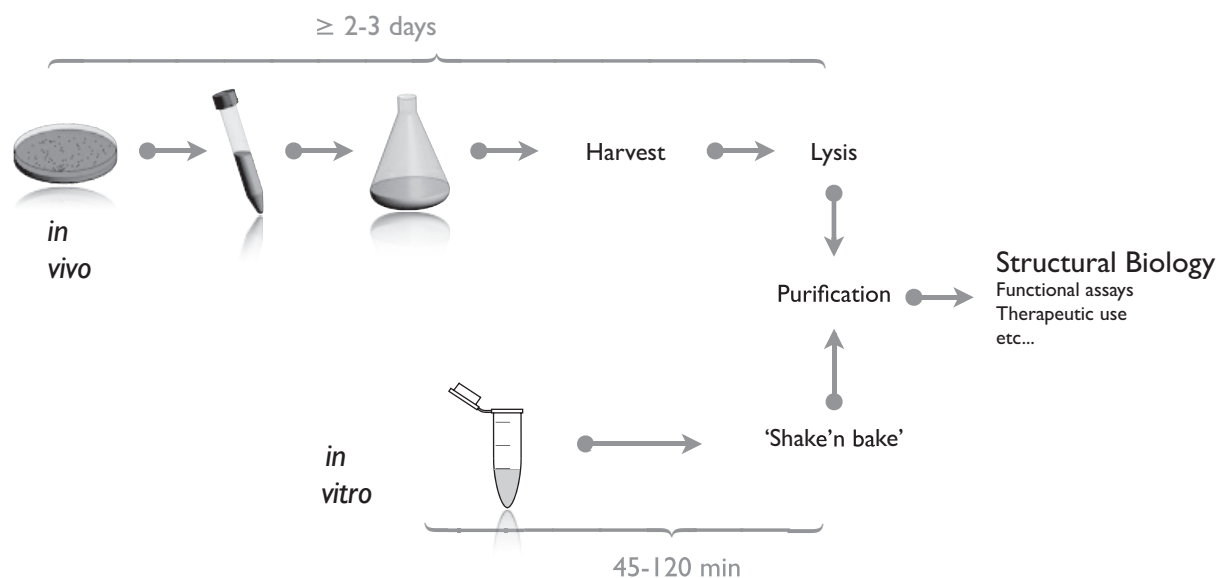 ≥ 2-3 days
Harvest
Lysis
in
vivo
Purification
Structural Biology
Functional assays
Therapeutic use
etc...
in
vitro
‘Shake’n bake’
45-120 min